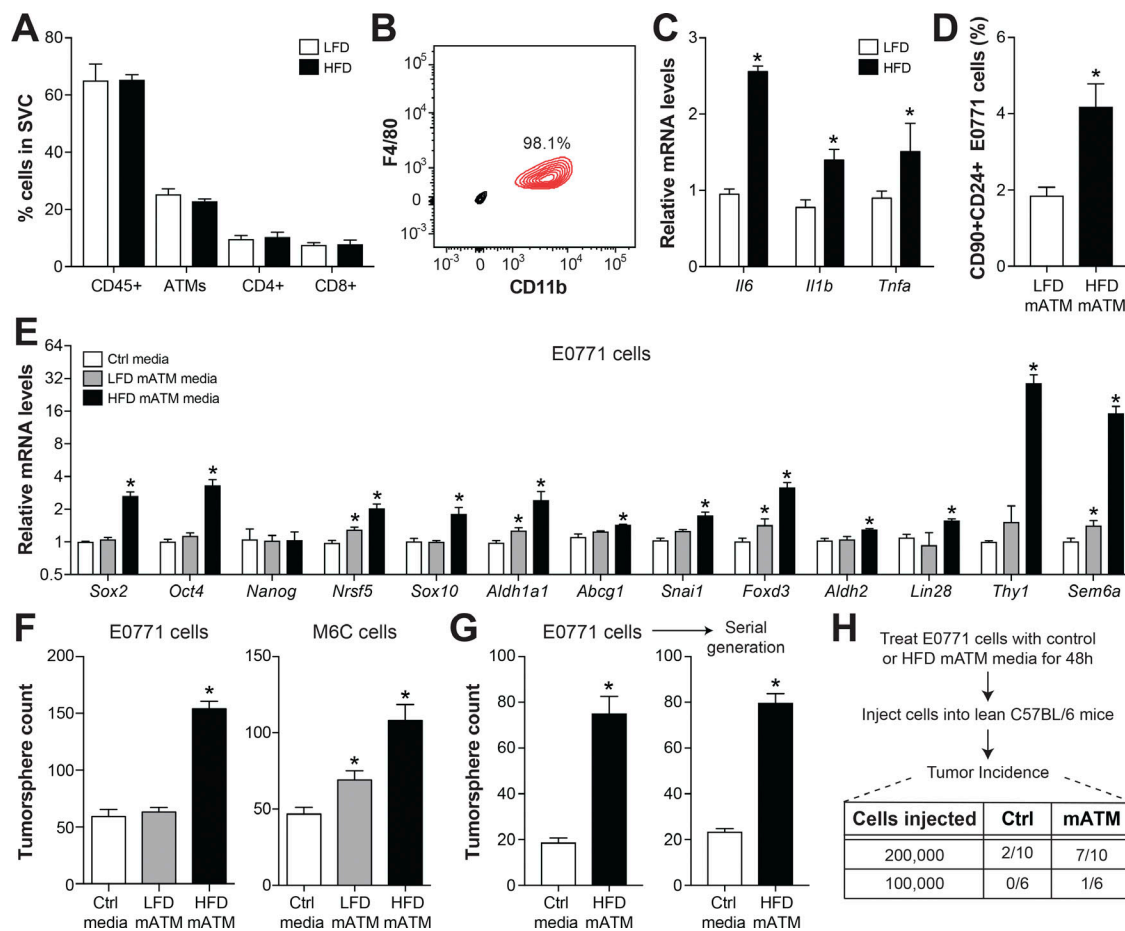 A
% cells in SVC
80
60
40
20
0
LFD
HFD
CD45+ ATMs CD4+ CD8+
B
F4/80
10^5
10^4
10^3
0
-10^3
98.1%
-10^3 0 10^3 10^4 10^5
CD11b
C
Relative mRNA levels
3
2
1
0
LFD
HFD
* * *
Il6 Il1b Tnfa
D
CD90+CD24+ E0771 cells (%)
6
4
2
0
*
LFD HFD
mATM mATM
E
E0771 cells
Relative mRNA levels
64
32
16
8
4
2
1
0.5
Ctrl media
LFD mATM media
HFD mATM media
* * * * * * * * * * * * * * * *
Sox2 Oct4 Nanog Nrsf5 Sox10 Aldh1a1 Abcg1 Snai1 Foxd3 Aldh2 Lin28 Thy1 Sem6a
F
E0771 cells
Tumorsphere count
200
150
100
50
0
*
Ctrl LFD HFD
media mATM mATM
M6C cells
150
100
50
0
* *
Ctrl LFD HFD
media mATM mATM
G
E0771 cells
Serial
generation
Tumorsphere count
100
80
60
40
20
0
*
Ctrl HFD
media mATM
100
80
60
40
20
0
*
Ctrl HFD
media mATM
H
Treat E0771 cells with control
or HFD mATM media for 48h
Inject cells into lean C57BL/6 mice
Tumor Incidence
Cells injected Ctrl mATM
200,000 2/10 7/10
100,000 0/6 1/6